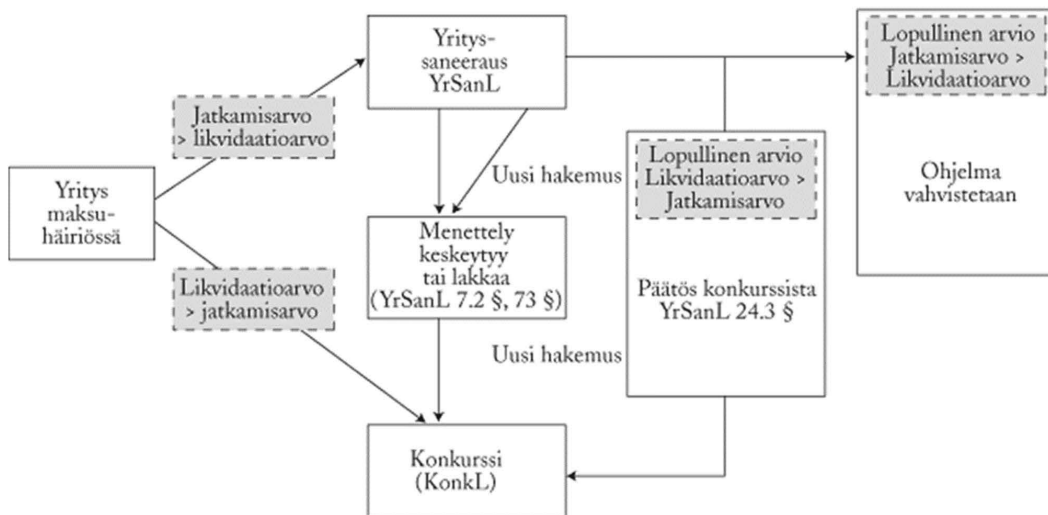 Yritys
maksu-
häiriössä
Jatkamisarvo
> likvidaatioarvo
Likvidaatioarvo
> jatkamisarvo
Yritys-
saneeraus
YrSanL
Uusi hakemus
Menettely
keskeytyy
tai lakkaa
(YrSanL 7.2 §, 73 §)
Uusi hakemus
Konkurssi
(KonkL)
Lopullinen arvio
Likvidaatioarvo >
Jatkamisarvo
Päätös konkurssista
YrSanL 24.3 §
Lopullinen arvio
Jatkamisarvo >
Likvidaatioarvo
Ohjelma
vahvistetaan